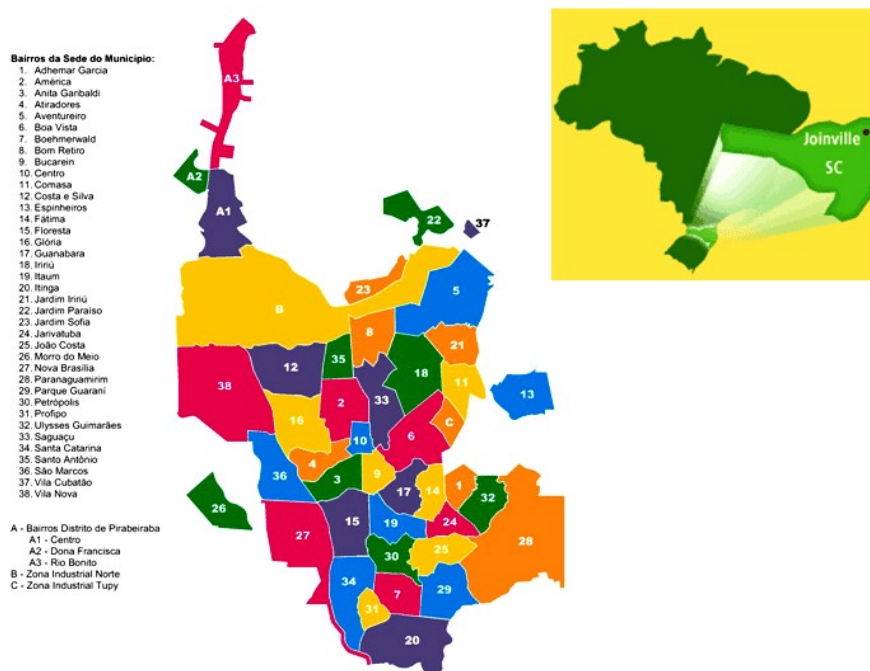 Bairros da Sede do Município:
1. Adhemar Garcia
2. América
3. Anita Garibaldi
4. Atiradores
5. Aventureiro
6. Boa Vista
7. Boehmerwald
8. Bom Retiro
9. Bucarein
10. Centro
11. Comasa
12. Costa e Silva
13. Espinheiros
14. Fátima
15. Floresta
16. Glória
17. Guanabara
18. Iririú
19. Itaum
20. Itinga
21. Jardim Iririú
22. Jardim Paraíso
23. Jardim Sofia
24. Jarivatuba
25. João Costa
26. Morro do Meio
27. Nova Brasília
28. Paranaguamirim
29. Parque Guaraní
30. Petrópolis
31. Profipo
32. Ulysses Guimarães
33. Saguaçu
34. Santa Catarina
35. Santo Antônio
36. São Marcos
37. Vila Cubatão
38. Vila Nova
A - Bairros Distrito de Pirabeiraba
A1 - Centro
A2 - Dona Francisca
A3 - Rio Bonito
B - Zona Industrial Norte
C - Zona Industrial Tupy
A3
A2
A1
22
37
23
B
5
8
21
35
12
18
38
11
2
33
13
16
C
10
6
4
36
3
9
17
14
1
32
26
15
19
24
27
28
30
25
34
7
29
31
20
Joinville
SC